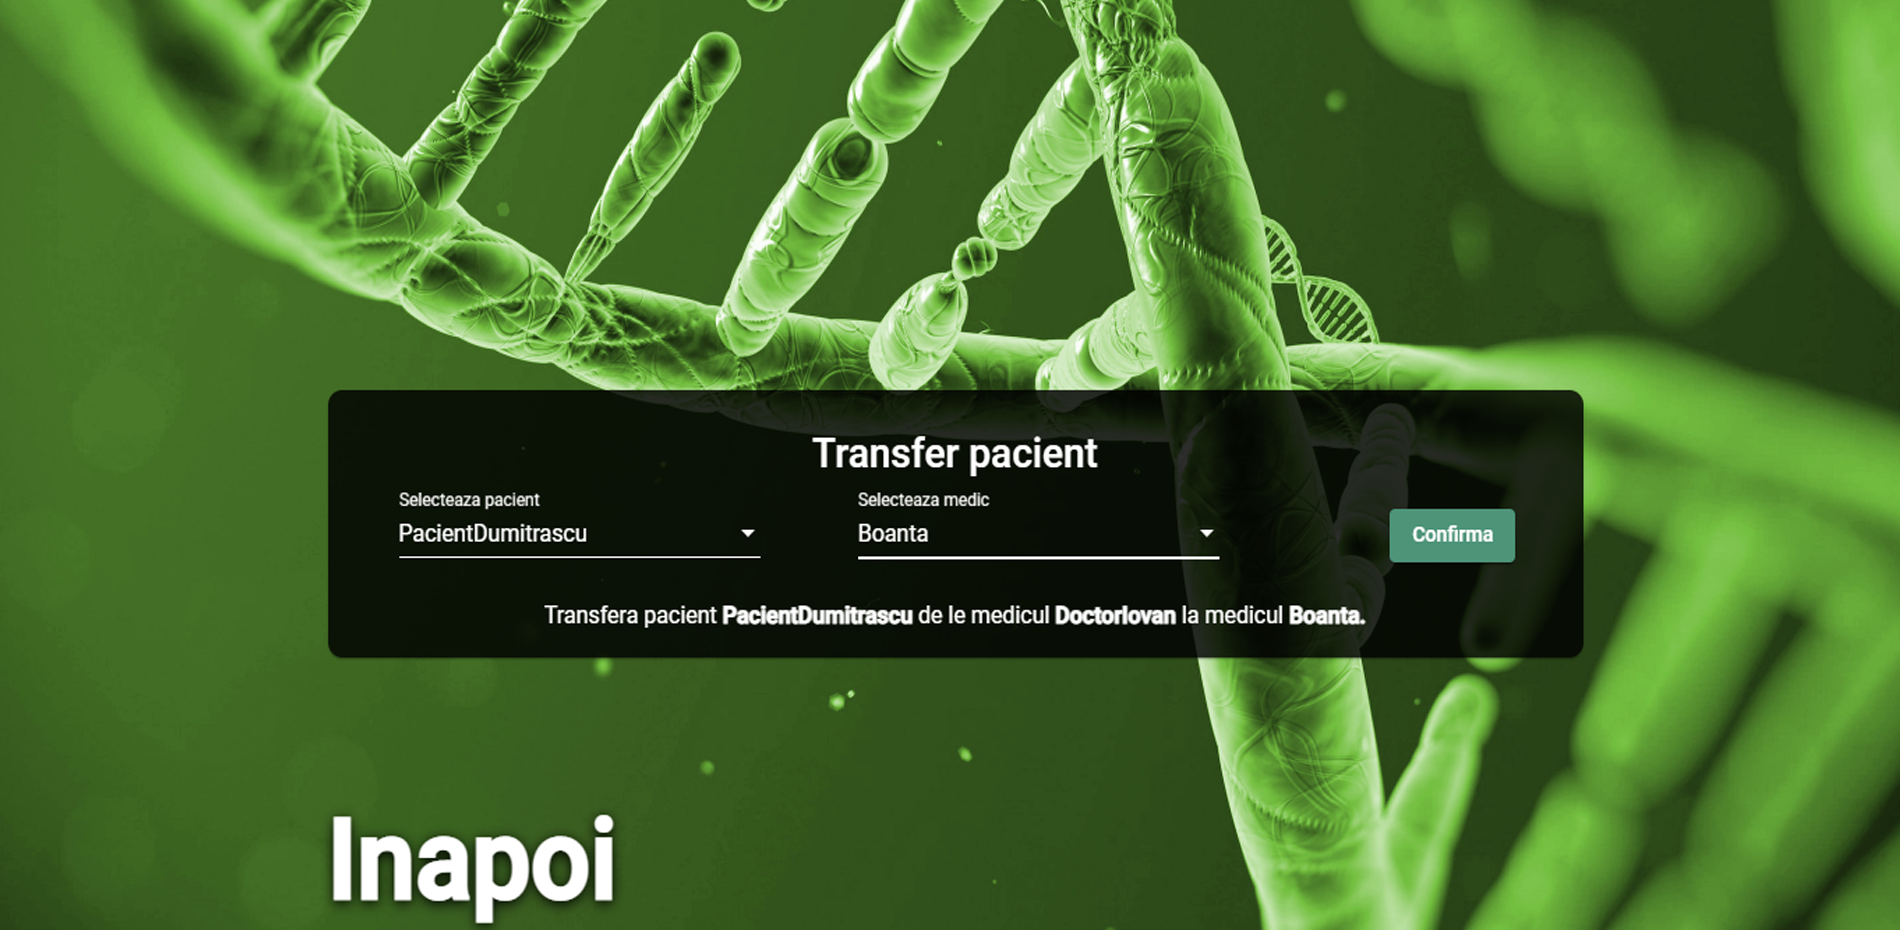 Transfer pacient
Selecteaza pacient
PacientDumitrascu
Selecteaza medic
Boanta
Confirma
Transfera pacient PacientDumitrascu de le medicul DoctorIovan la medicul Boanta.
Inapoi